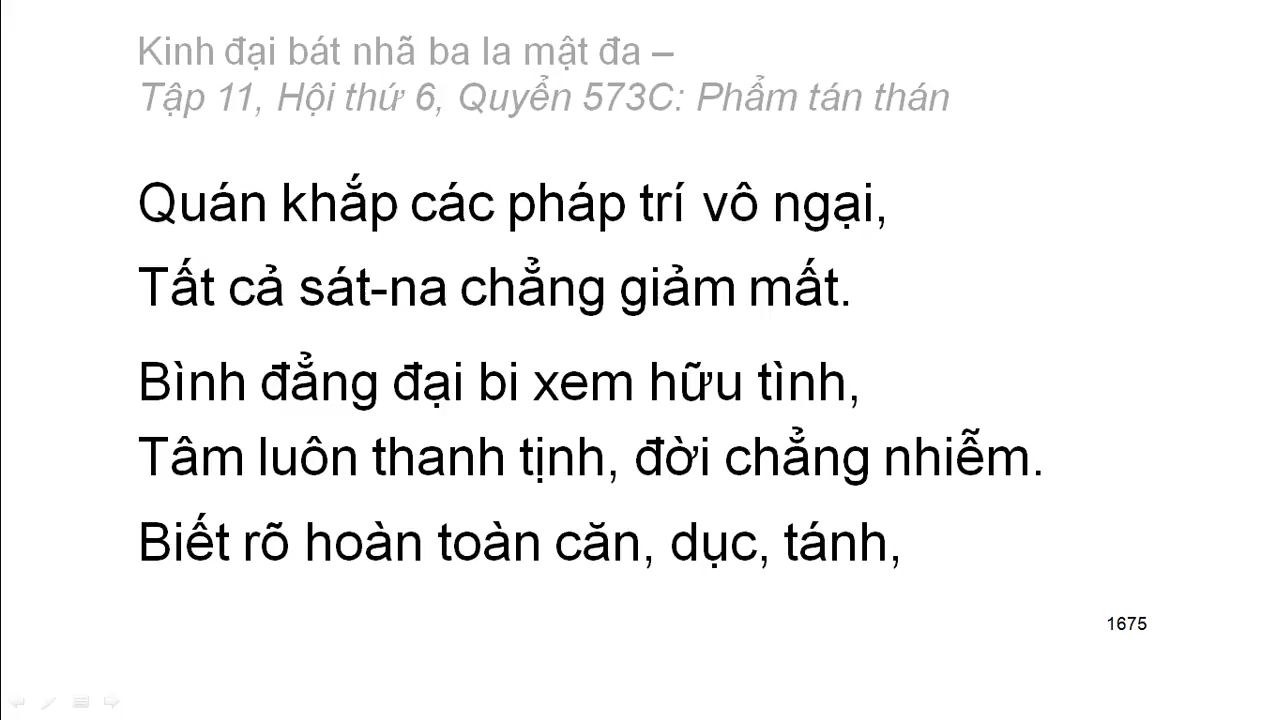 Kinh đại bát nhã ba la mật đa –
Tập 11, Hội thứ 6, Quyển 573C: Phẩm tán thán
Quán khắp các pháp trí vô ngại,
Tất cả sát-na chẳng giảm mất.
Bình đẳng đại bi xem hữu tình,
Tâm luôn thanh tịnh, đời chẳng nhiễm.
Biết rõ hoàn toàn căn, dục, tánh,
1675